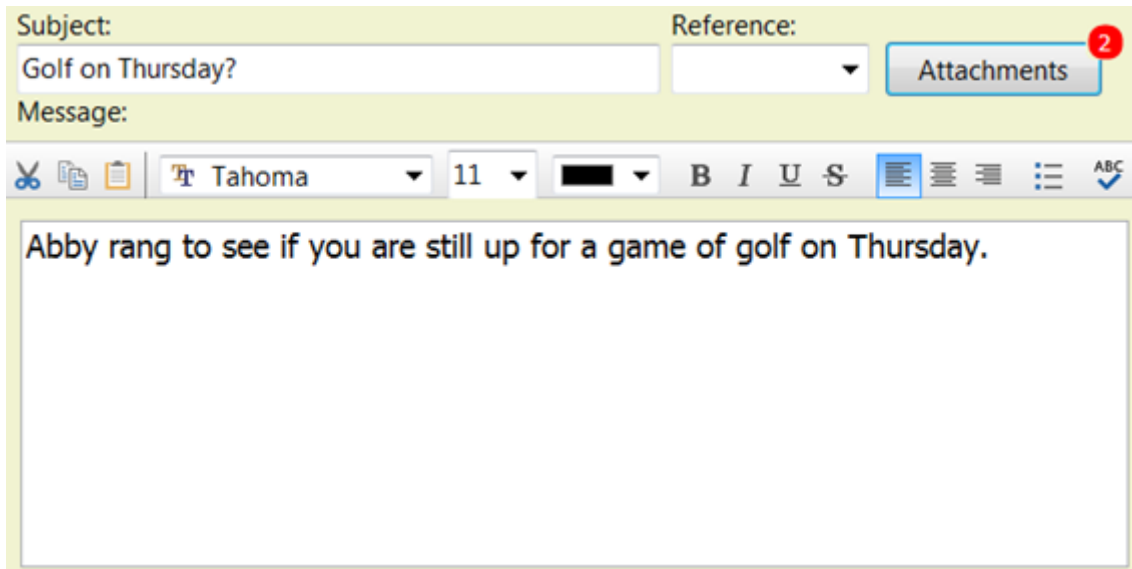 Subject:
Reference:
Golf on Thursday?
Attachments
2
Message:
Tahoma
11
B I U S
ABC
Abby rang to see if you are still up for a game of golf on Thursday.